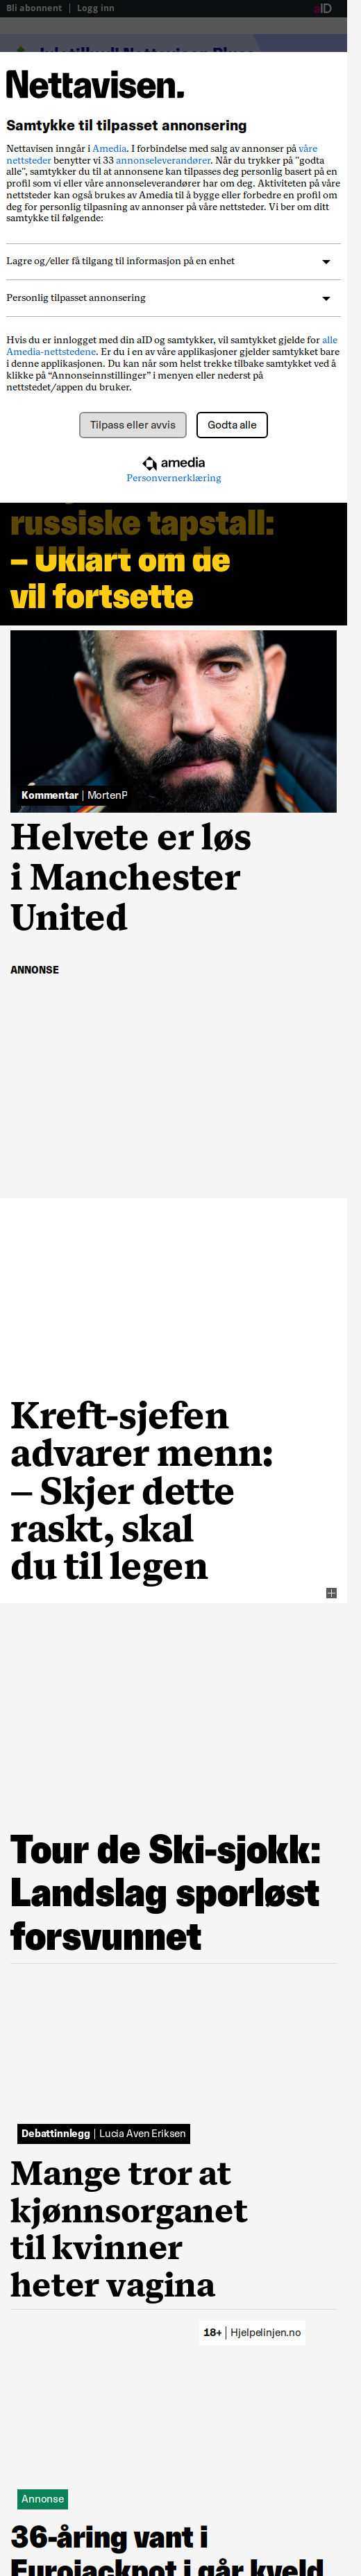 Bli abonnent | Logg inn
aID
Nettavisen.
Samtykke til tilpasset annonsering
Nettavisen inngår i Amedia. I forbindelse med salg av annonser på våre
nettsteder benytter vi 33 annonseleverandører. Når du trykker på "godta
alle", samtykker du til at annonsene kan tilpasses deg personlig basert på en
profil som vi eller våre annonseleverandører har om deg. Aktiviteten på våre
nettsteder kan også brukes av Amedia til å bygge eller forbedre en profil om
deg for personlig tilpasning av annonser på våre nettsteder. Vi ber om ditt
samtykke til følgende:
Lagre og/eller få tilgang til informasjon på en enhet
Personlig tilpasset annonsering
Hvis du er innlogget med din aID og samtykker, vil samtykket gjelde for alle
Amedia-nettstedene. Er du i en av våre applikasjoner gjelder samtykket bare
i denne applikasjonen. Du kan når som helst trekke tilbake samtykket ved å
klikke på “Annonseinnstillinger” i menyen eller nederst på
nettstedet/appen du bruker.
Tilpass eller avvis
Godta alle
amedia
Personvernerklæring
russiske tapstall:
– Uklart om de
vil fortsette
Kommentar | MortenP
Helvete er løs
i Manchester
United
ANNONSE
Kreft-sjefen
advarer menn:
– Skjer dette
raskt, skal
du til legen
Tour de Ski-sjokk:
Landslag sporløst
forsvunnet
Debattinnlegg | Lucia Aven Eriksen
Mange tror at
kjønnsorganet
til kvinner
heter vagina
18+ | Hjelpelinjen.no
Annonse
36-åring vant i
Eurojackpot i går kveld